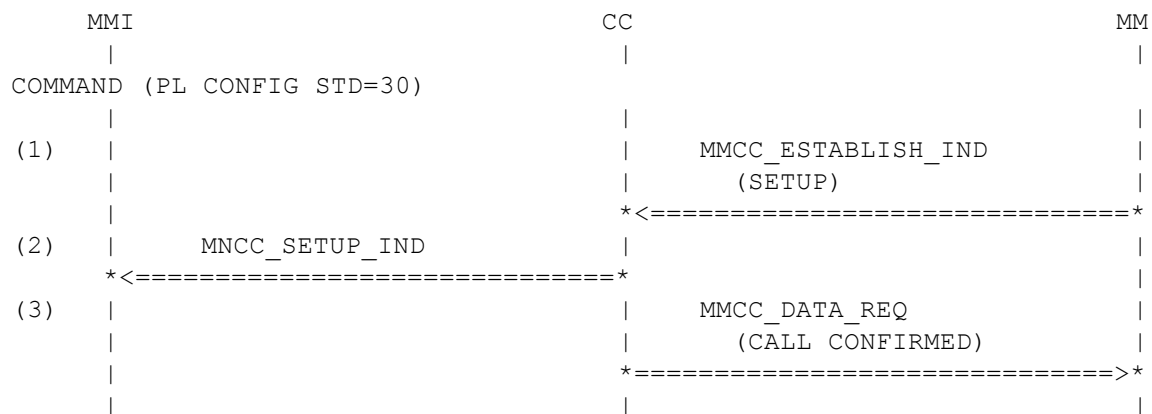 MMI CC MM
| | |
COMMAND (PL CONFIG STD=30)
| | |
(1) | | MMCC_ESTABLISH_IND |
| | (SETUP) |
| *<==============================*
(2) | MNCC_SETUP_IND | |
*<==============================* |
(3) | | MMCC_DATA_REQ |
| | (CALL CONFIRMED) |
| *==============================>*
| | |